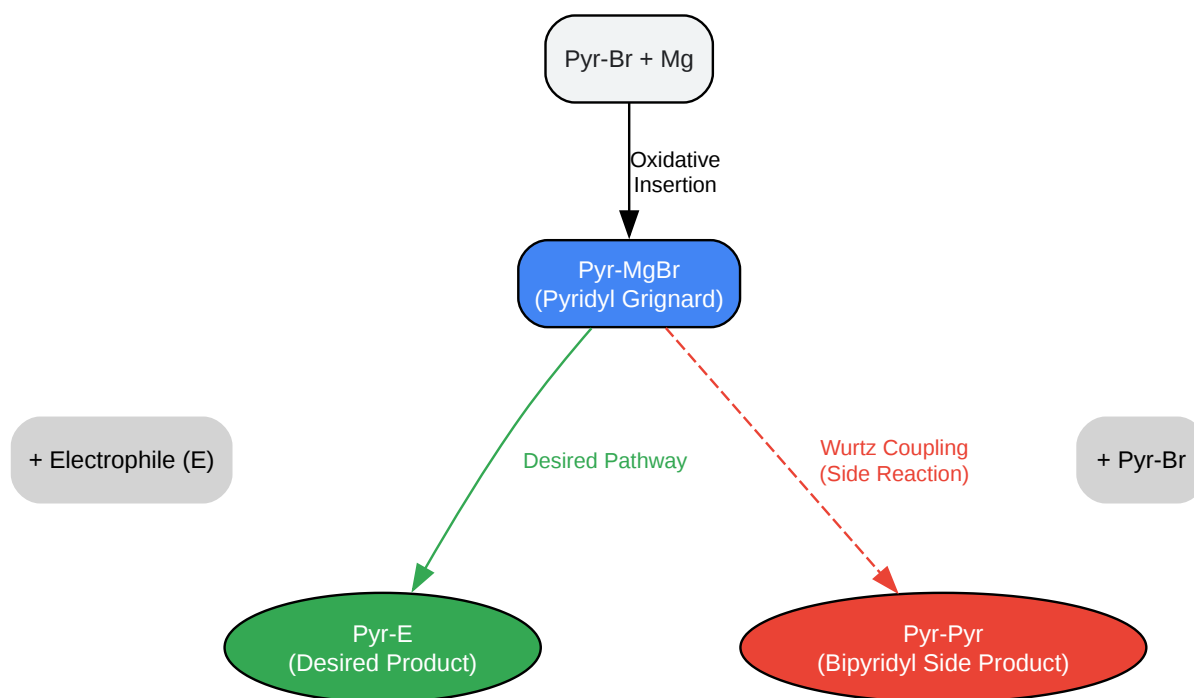 Pyr-Br + Mg
Oxidative
Insertion
Pyr-MgBr
(Pyridyl Grignard)
+ Electrophile (E)
Desired Pathway
Wurtz Coupling
(Side Reaction)
+ Pyr-Br
Pyr-E
(Desired Product)
Pyr-Pyr
(Bipyridyl Side Product)